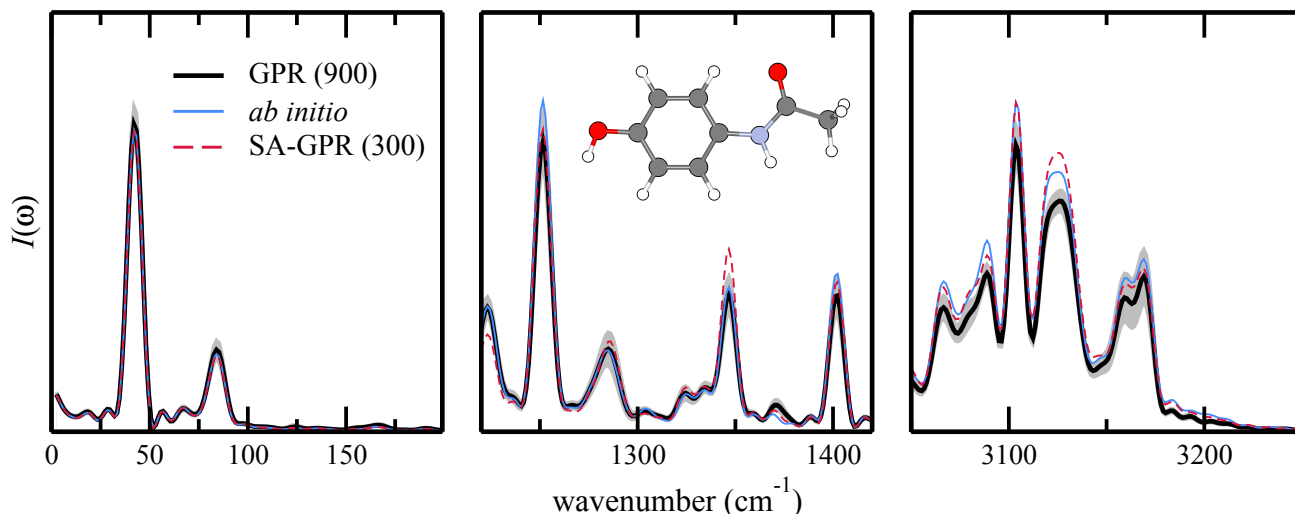 GPR (900)
ab initio
SA-GPR (300)
I(ω)
0 50 100 150 1300 1400 3100 3200
wavenumber (cm⁻¹)